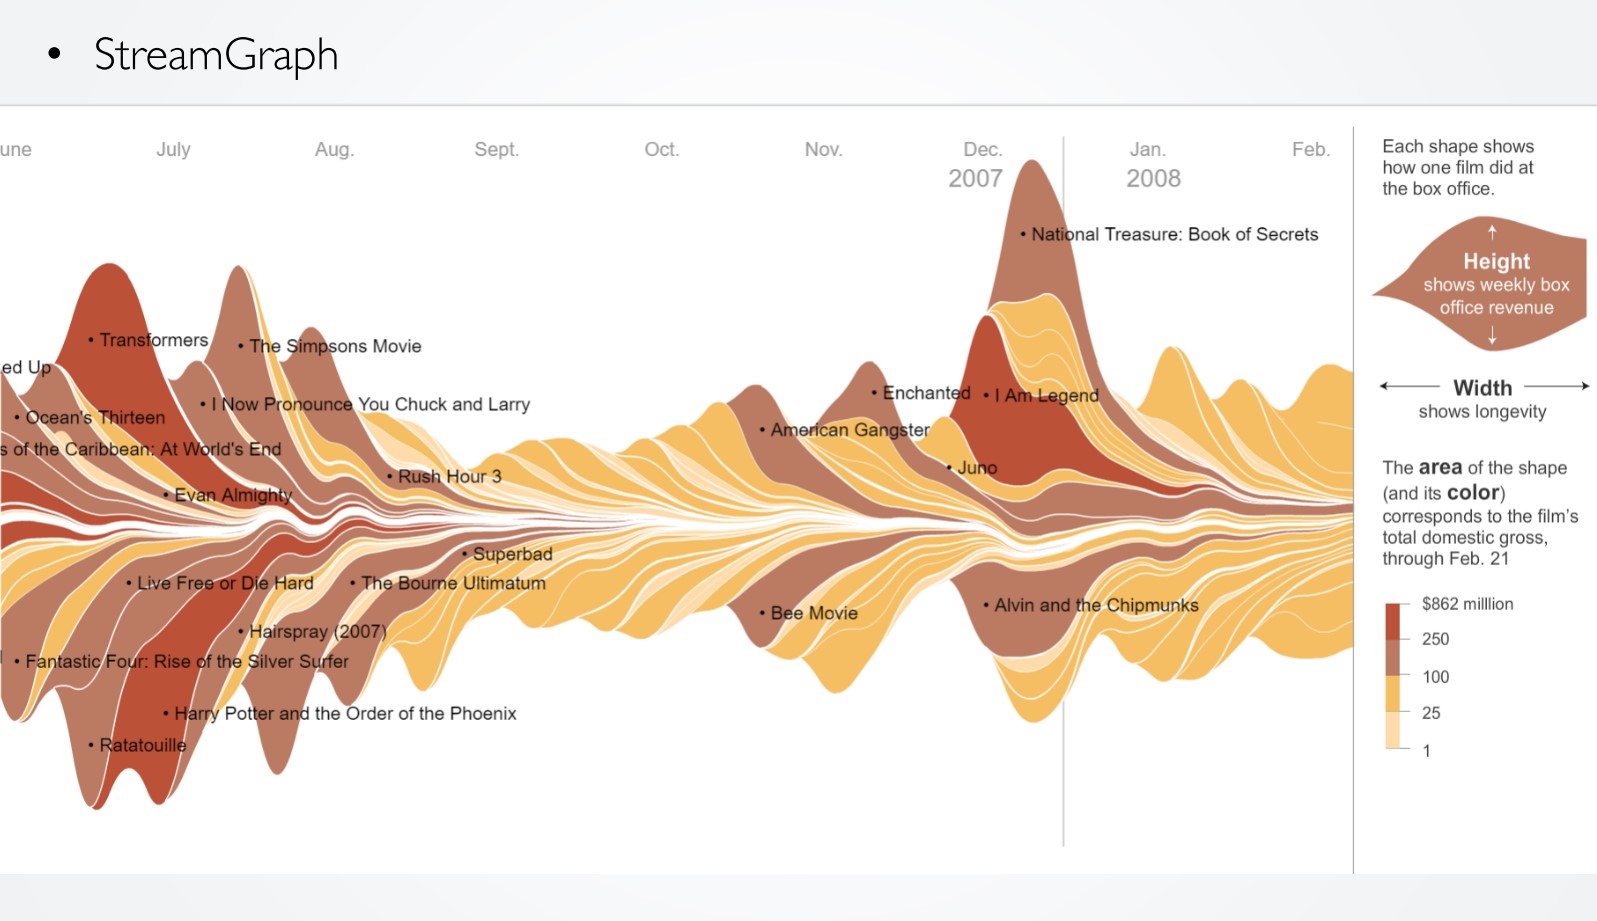 • StreamGraph
une July Aug. Sept. Oct. Nov. Dec. Jan. Feb.
2007 2008
• National Treasure: Book of Secrets
• Transformers
• The Simpsons Movie
ed Up
• Enchanted
• I Am Legend
• I Now Pronounce You Chuck and Larry
• Ocean's Thirteen
• American Gangster
s of the Caribbean: At World's End
• Juno
• Rush Hour 3
• Evan Almighty
• Superbad
• Live Free or Die Hard
• The Bourne Ultimatum
• Alvin and the Chipmunks
• Bee Movie
• Hairspray (2007)
• Fantastic Four: Rise of the Silver Surfer
• Harry Potter and the Order of the Phoenix
• Ratatouille
Each shape shows
how one film did at
the box office.
Height
shows weekly box
office revenue
Width
shows longevity
The area of the shape
(and its color)
corresponds to the film's
total domestic gross,
through Feb. 21
$862 milllion
250
100
25
1